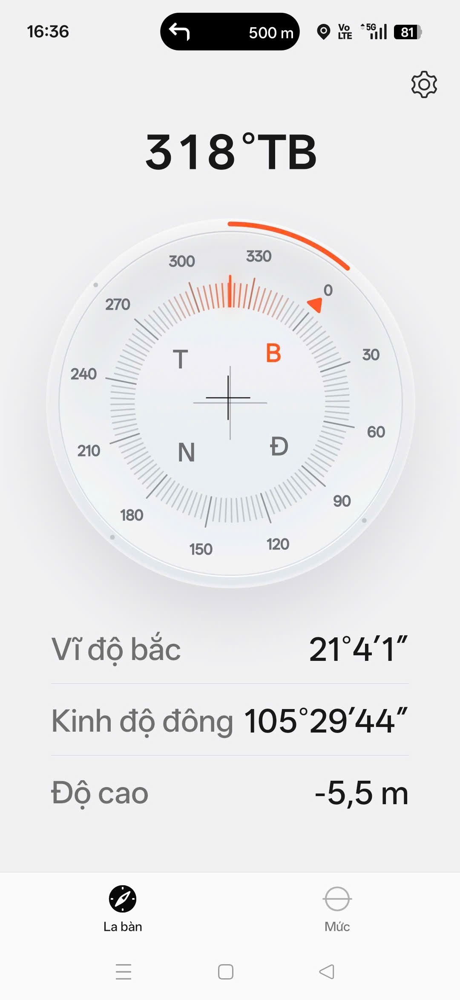 16:36
500 m
Vo
LTE
5G
81
318°TB
300
330
270
0
T
B
30
240
60
N
Đ
210
90
180
120
150
Vĩ độ bắc 21°4′1″
Kinh độ đông 105°29′44″
Độ cao -5,5 m
La bàn
Mức